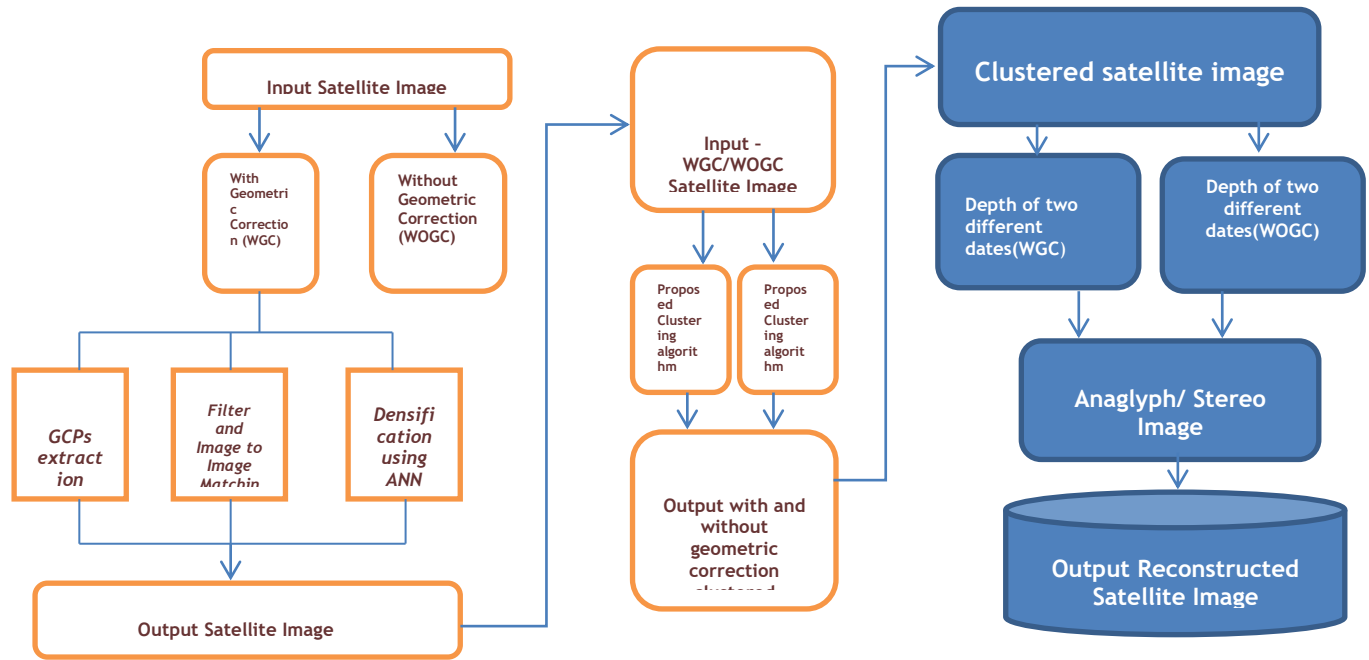 Input Satellite Image
With
Geometri
c
Correctio
n (WGC)
Without
Geometric
Correction
(WOGC)
GCPs
extract
ion
Filter
and
Image to
Image
Matchin
Densifi
cation
using
ANN
Output Satellite Image
Input -
WGC/WOGC
Satellite Image
Propos
ed
Cluster
ing
algorit
hm
Propos
ed
Cluster
ing
algorit
hm
Output with and
without
geometric
correction
clustered
Clustered satellite image
Depth of two
different
dates(WGC)
Depth of two
different
dates(WOGC)
Anaglyph/ Stereo
Image
Output Reconstructed
Satellite Image